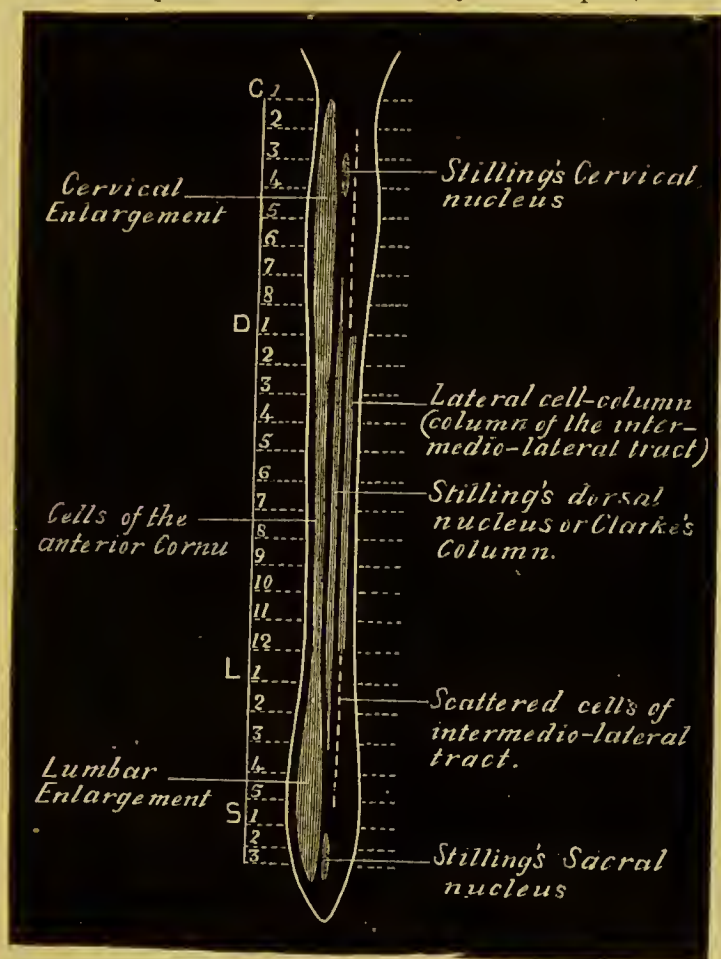 C 1
2
3
4
5
6
7
8
D 1
2
3
4
5
6
7
8
9
10
11
12
L 1
2
3
4
5
S 1
2
3
Cervical
Enlargement
Cells of the
anterior Cornu
Lumbar
Enlargement
Stilling's Cervical
nucleus
Lateral cell-column
(column of the inter-
medio-lateral tract)
Stilling's dorsal
nucleus or Clarke's
Column.
Scattered cells of
intermedio-lateral
tract.
Stilling's Sacral
nucleus